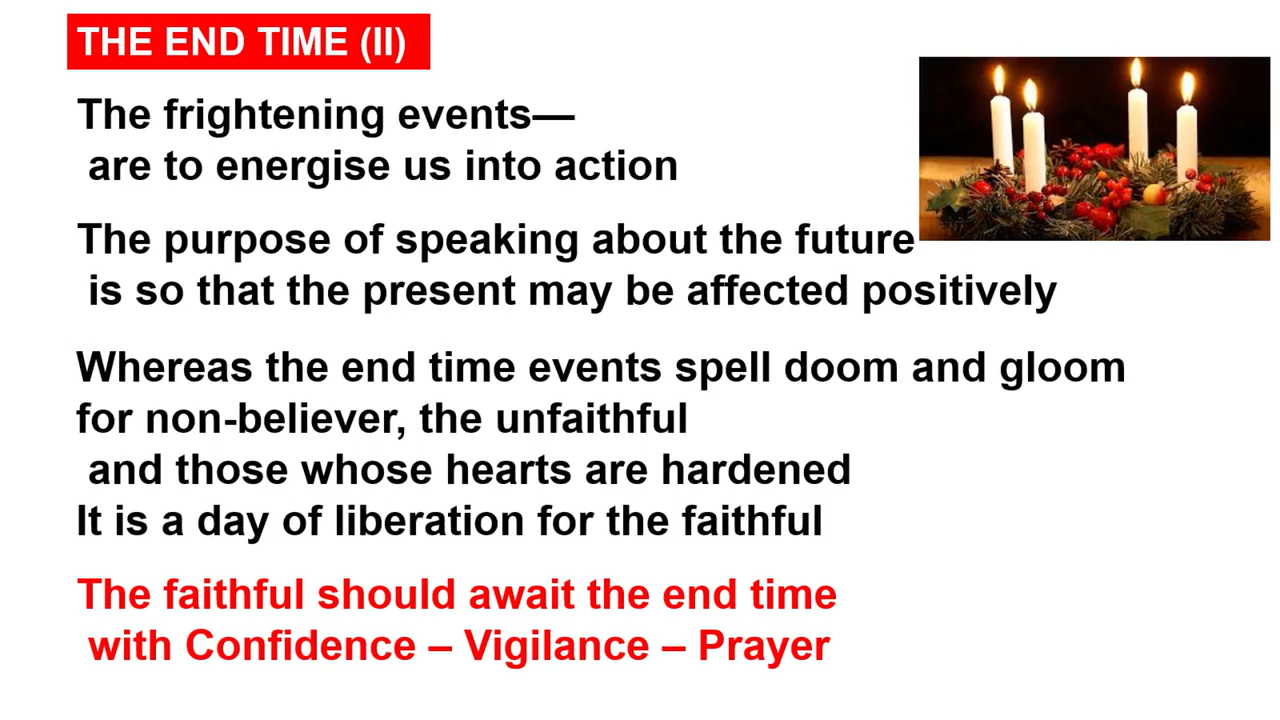 THE END TIME (II)
The frightening events—
are to energise us into action
The purpose of speaking about the future
is so that the present may be affected positively
Whereas the end time events spell doom and gloom
for non-believer, the unfaithful
and those whose hearts are hardened
It is a day of liberation for the faithful
The faithful should await the end time
with Confidence – Vigilance – Prayer